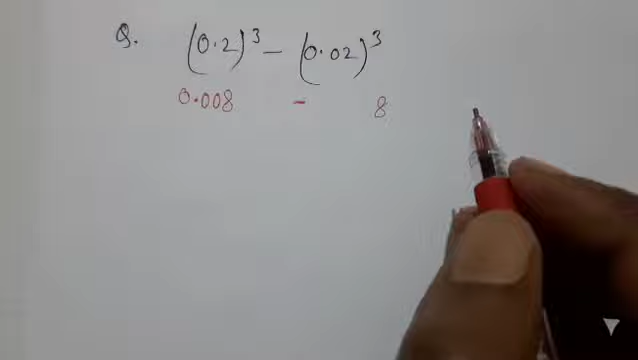 Q. (0.2)³ - (0.02)³
0.008 - 8